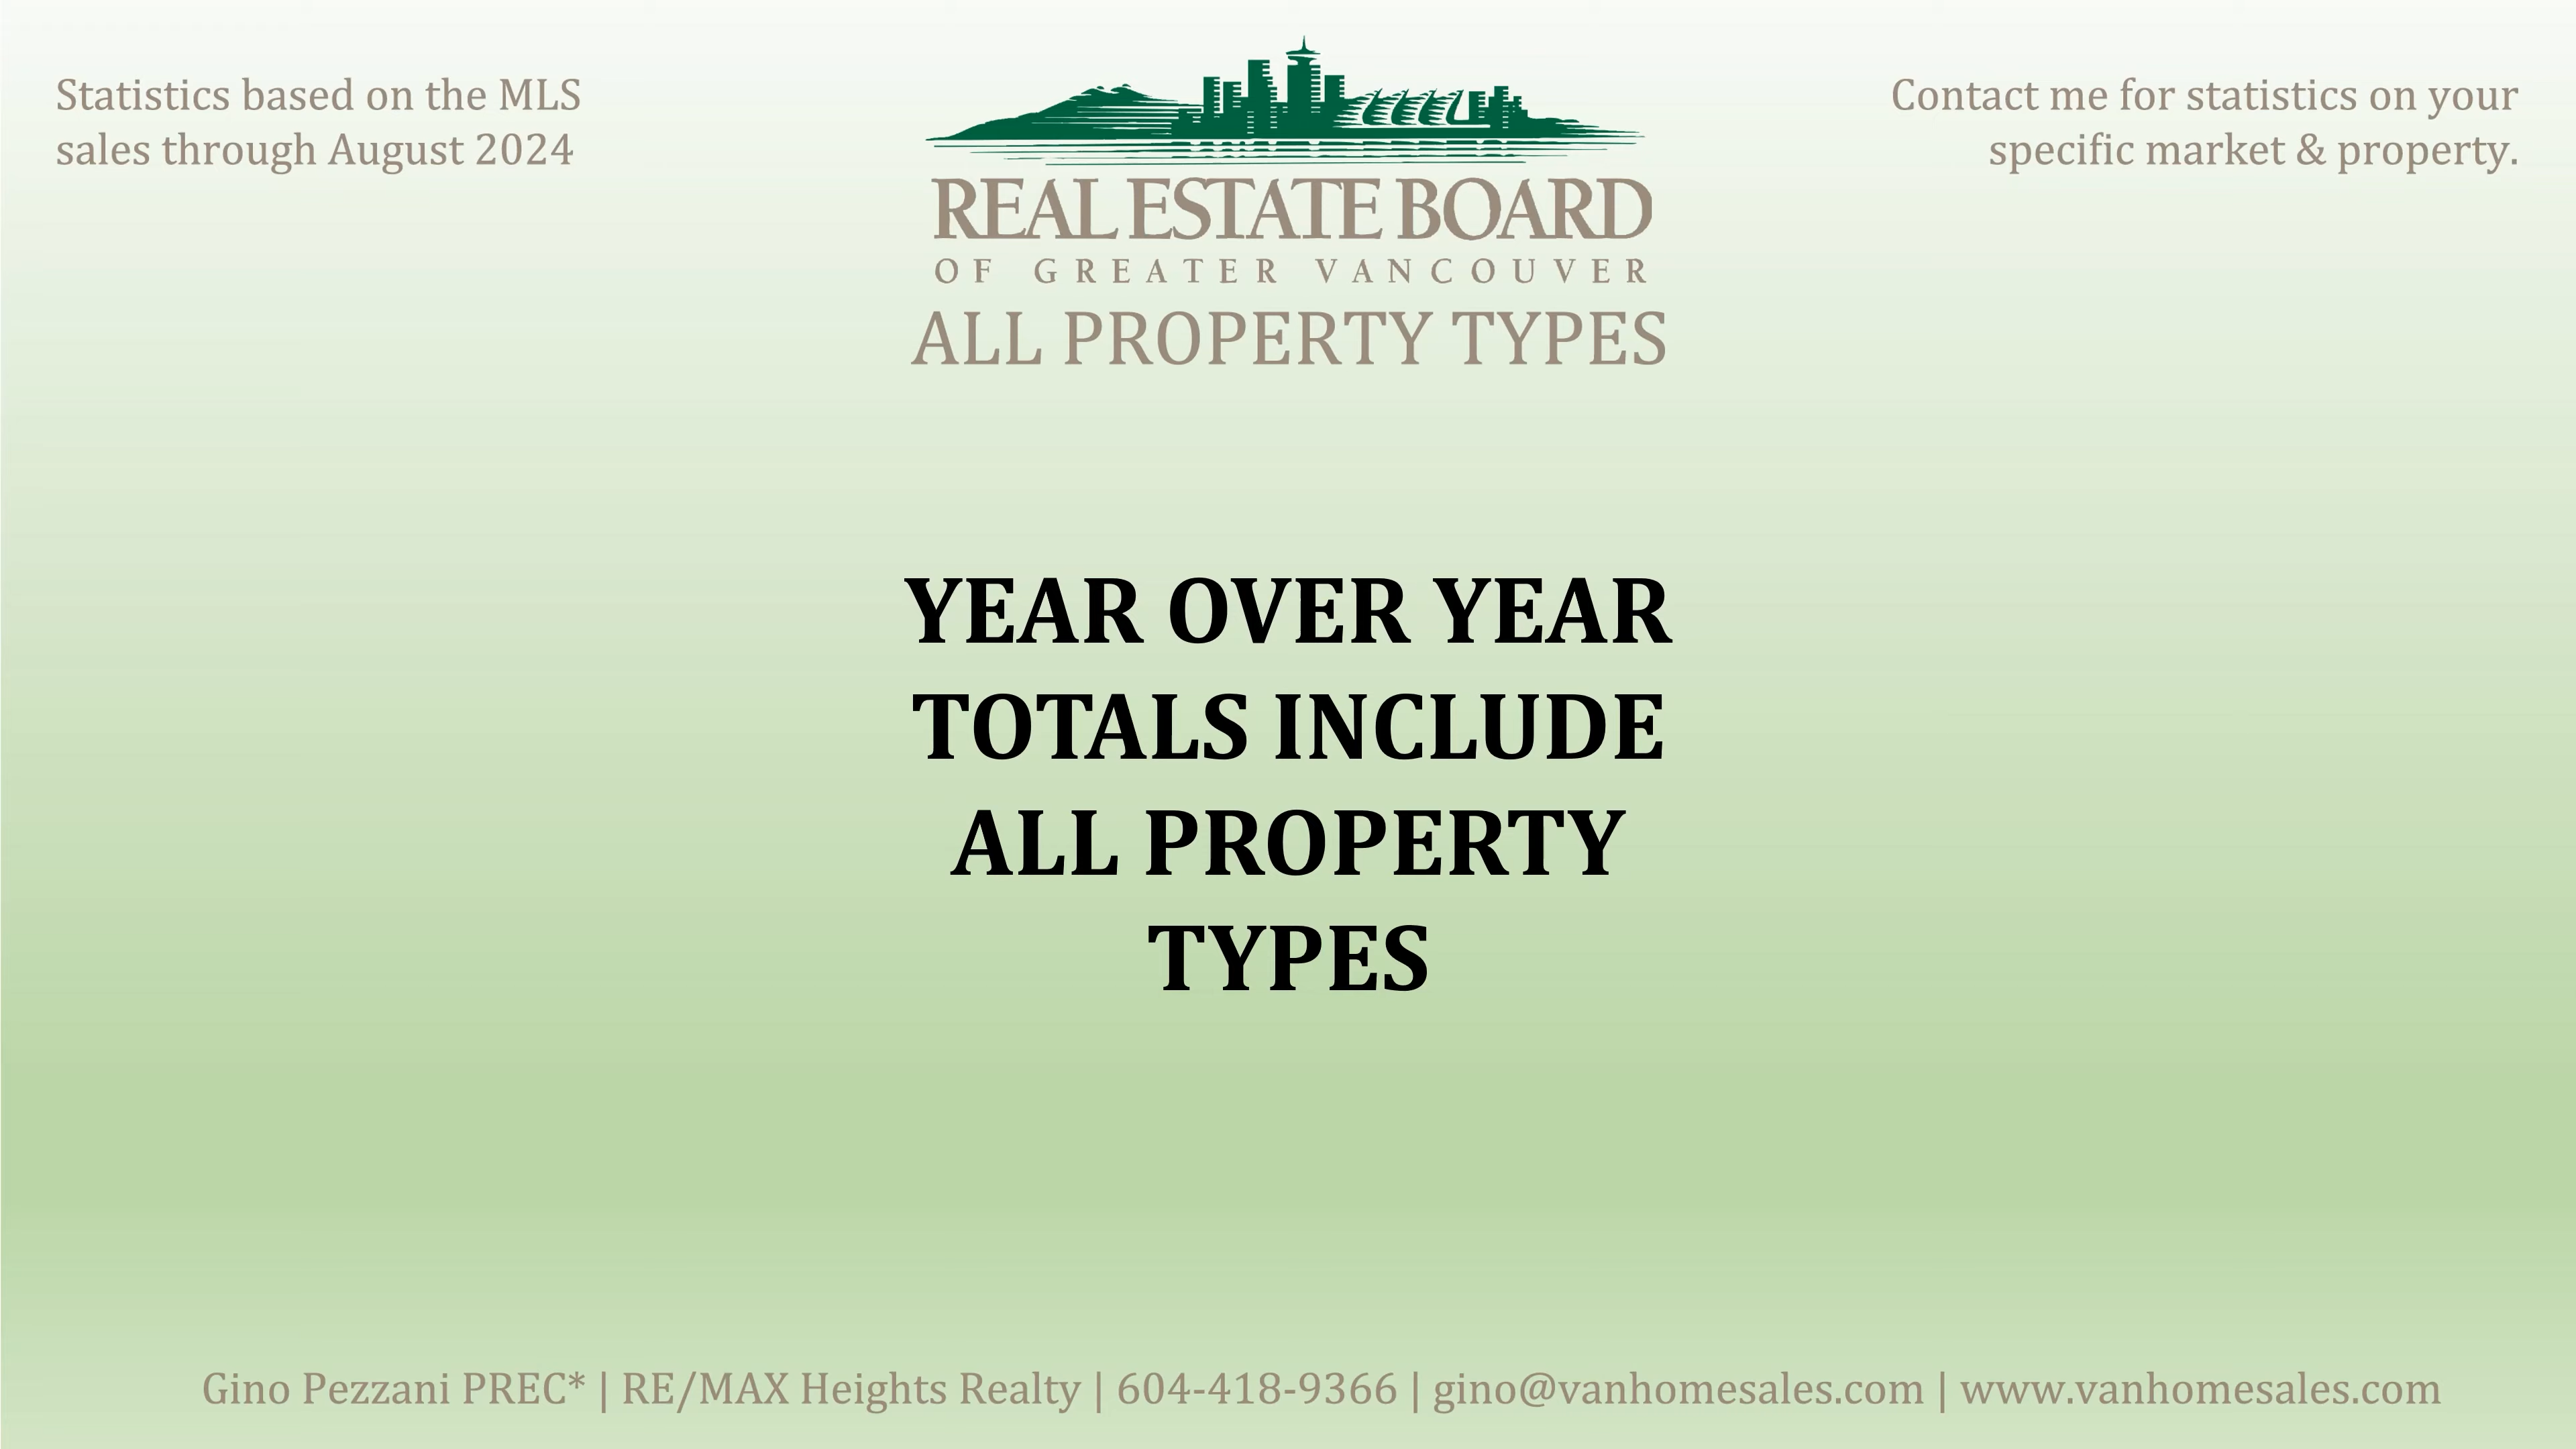 Statistics based on the MLS
sales through August 2024
Contact me for statistics on your
specific market & property.
REAL ESTATE BOARD
OF GREATER VANCOUVER
ALL PROPERTY TYPES
YEAR OVER YEAR
TOTALS INCLUDE
ALL PROPERTY
TYPES
Gino Pezzani PREC* | RE/MAX Heights Realty | 604-418-9366 | gino@vanhomesales.com | www.vanhomesales.com